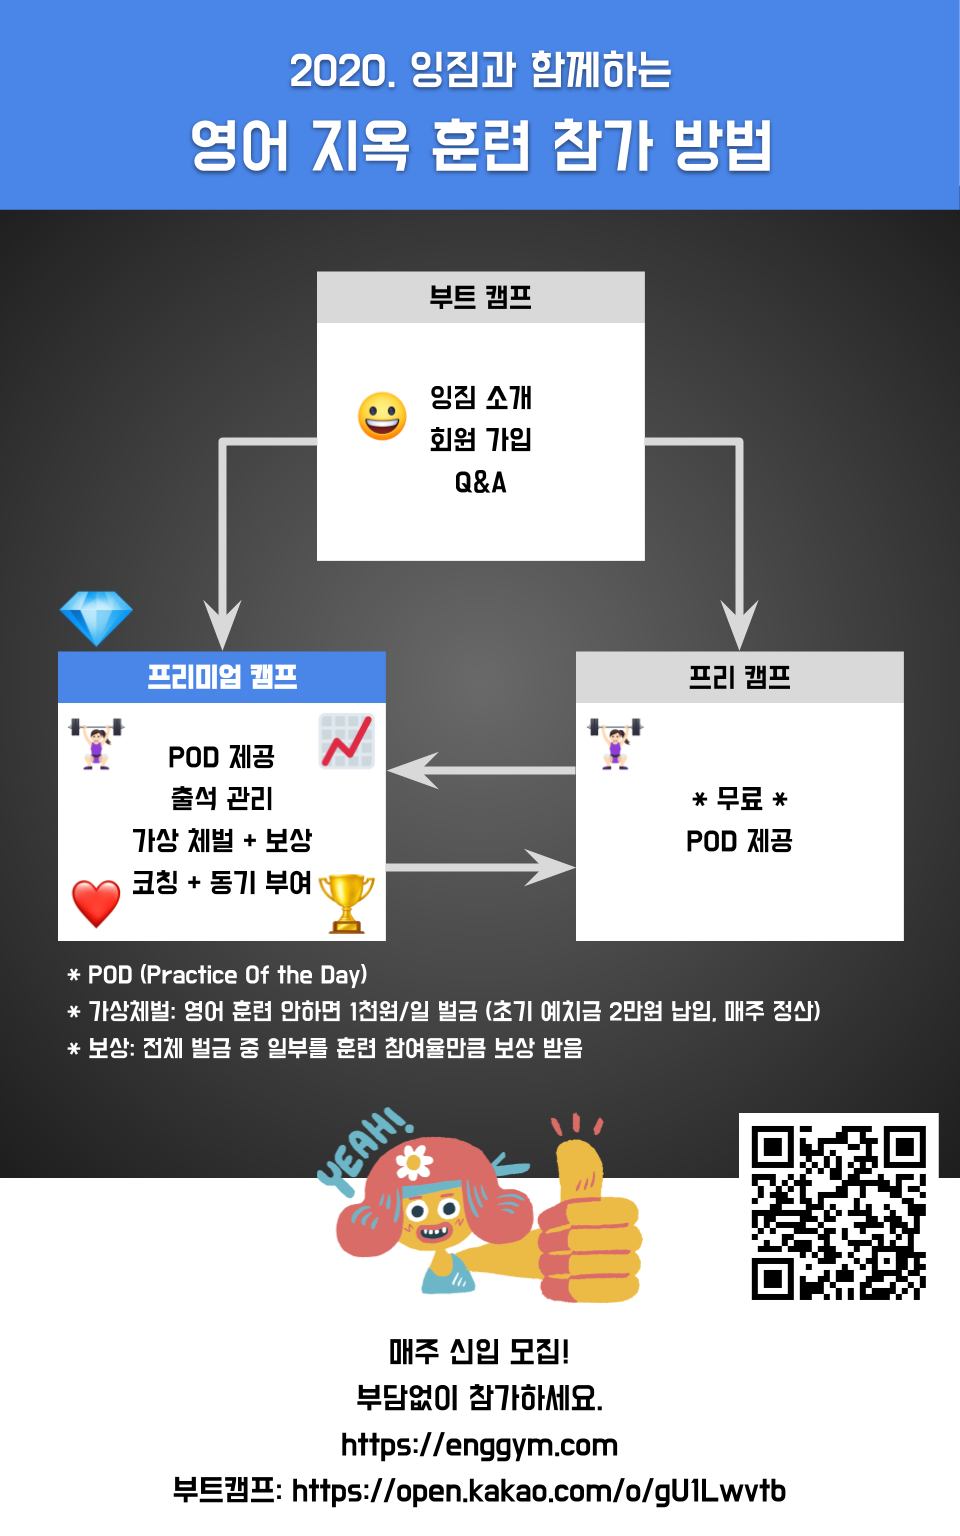 2020. 잉짐과 함께하는
영어 지옥 훈련 참가 방법
부트 캠프
잉짐 소개
회원 가입
Q&A
프리미엄 캠프
POD 제공
출석 관리
가상 체벌 + 보상
코칭 + 동기 부여
프리 캠프
* 무료 *
POD 제공
* POD (Practice Of the Day)
* 가상체벌: 영어 훈련 안하면 1천원/일 벌금 (초기 예치금 2만원 납입, 매주 정산)
* 보상: 전체 벌금 중 일부를 훈련 참여율만큼 보상 받음
YEAH!
매주 신입 모집!
부담없이 참가하세요.
https://enggym.com
부트캠프: https://open.kakao.com/o/gU1Lwvtb